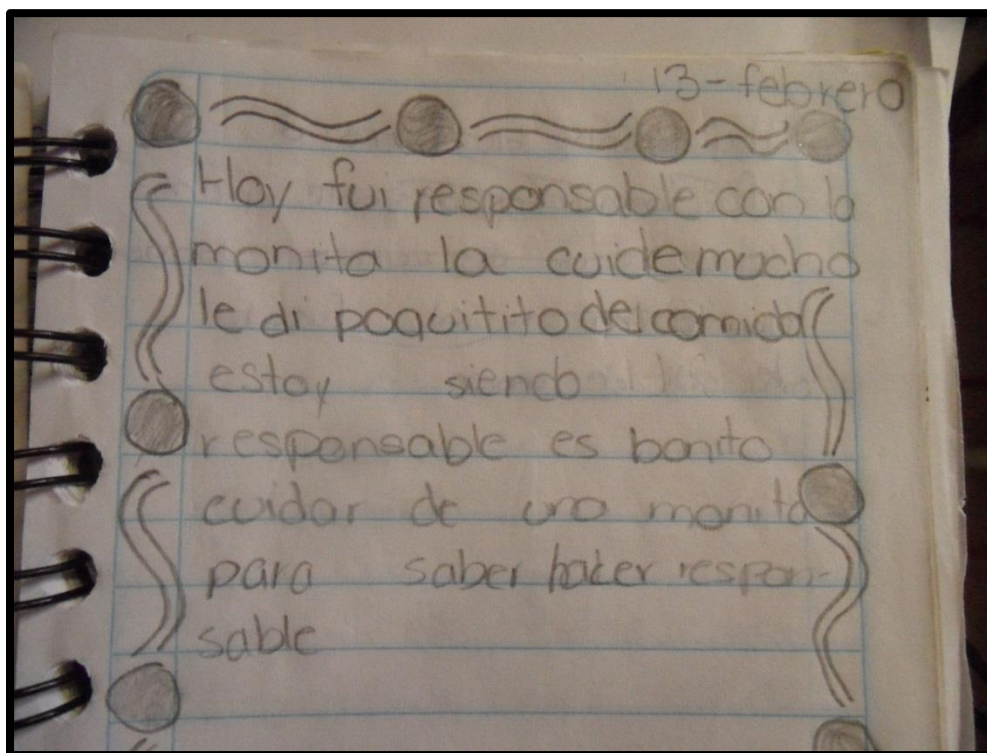 13-febrero
Hoy fui responsable con la
monita la cuide mucho
le di poquitito de comida
estoy siendo
responsable es bonito
cuidar de una monita
para saber hacer respon-
sable